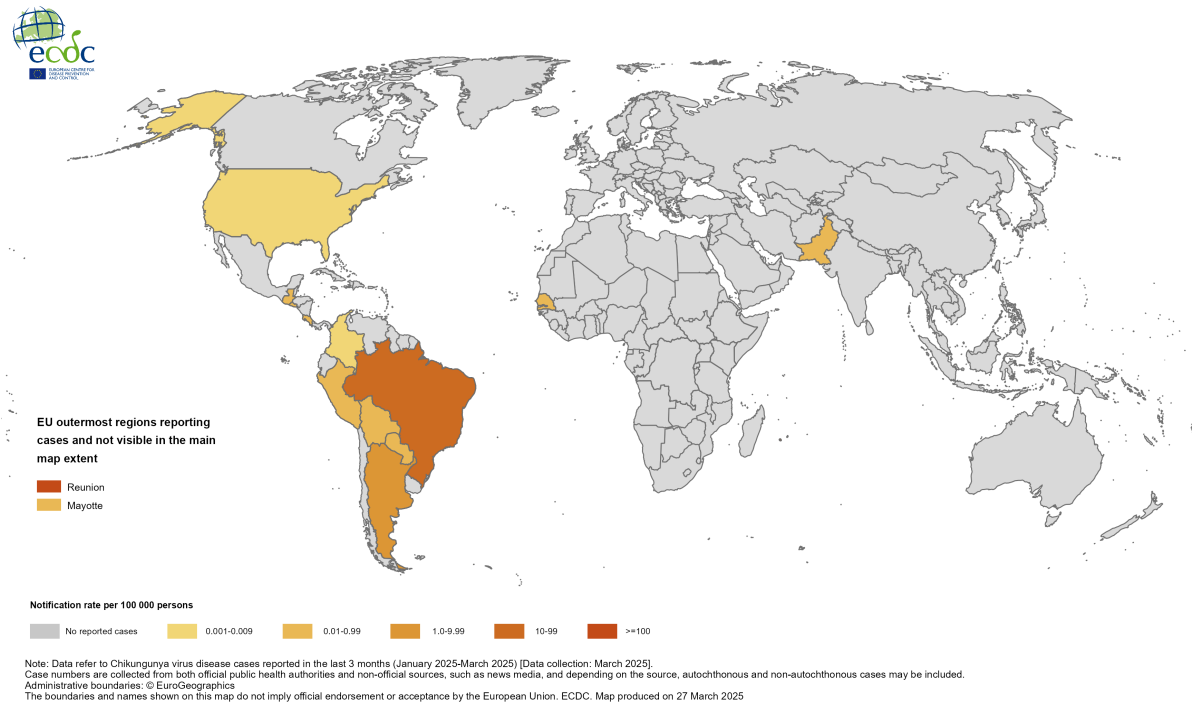 ecdc
EUROPEAN CENTRE FOR
DISEASE PREVENTION
AND CONTROL
EU outermost regions reporting
cases and not visible in the main
map extent
Reunion
Mayotte
Notification rate per 100 000 persons
No reported cases
0.001-0.009
0.01-0.99
1.0-9.99
10-99
>=100
Note: Data refer to Chikungunya virus disease cases reported in the last 3 months (January 2025-March 2025) [Data collection: March 2025].
Case numbers are collected from both official public health authorities and non-official sources, such as news media, and depending on the source, autochthonous and non-autochthonous cases may be included.
Administrative boundaries: © EuroGeographics
The boundaries and names shown on this map do not imply official endorsement or acceptance by the European Union. ECDC. Map produced on 27 March 2025